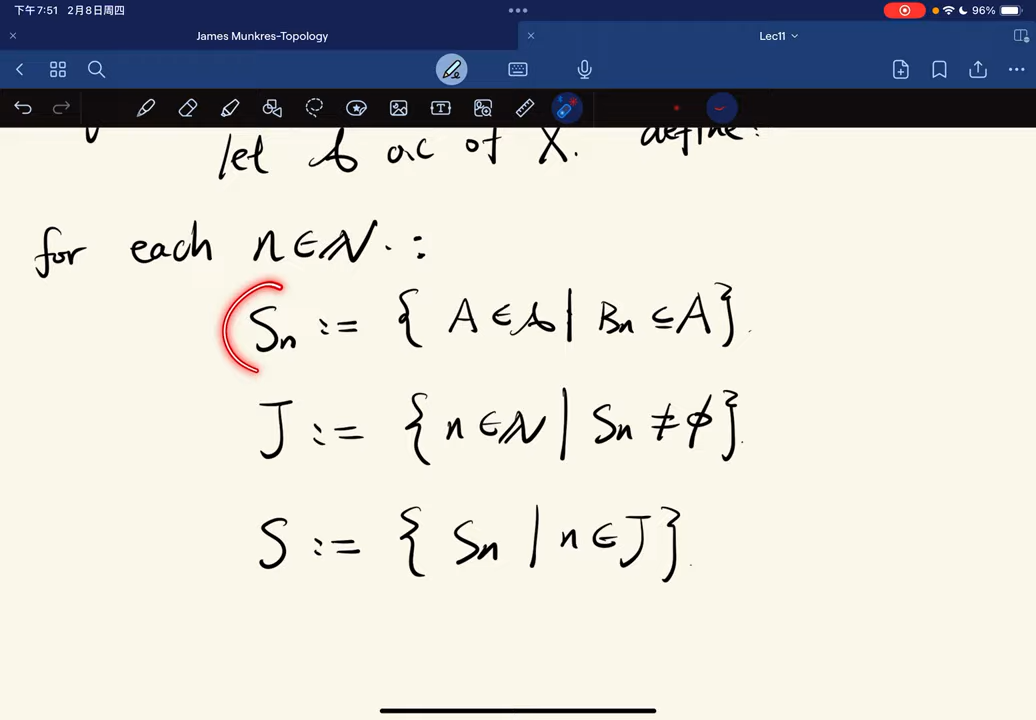 下午7:51 2月8日周四 96%
James Munkres-Topology Lec11
let 𝒜 oc of X. define:
for each n∈ℕ.:
Sₙ := { A∈𝒜 | Bₙ ⊆ A}.
J := { n∈ℕ | Sₙ ≠ ϕ}.
S := { Sₙ | n∈J}.